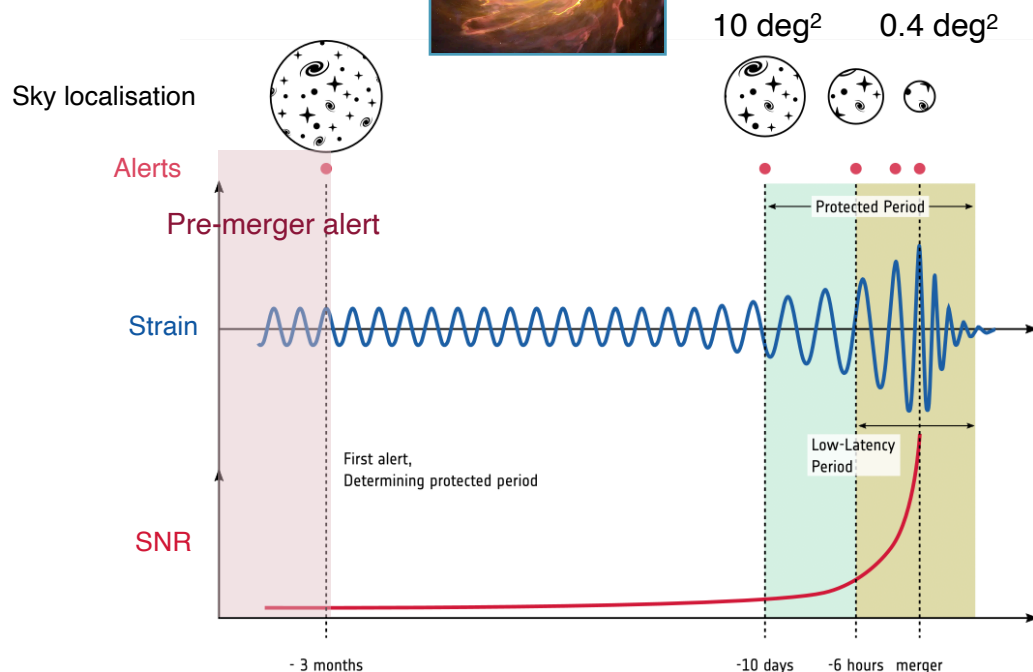 10 deg² 0.4 deg²
Sky localisation
Alerts
Protected Period
Pre-merger alert
Strain
Low-Latency
Period
First alert,
Determining protected period
SNR
- 3 months -10 days -6 hours merger